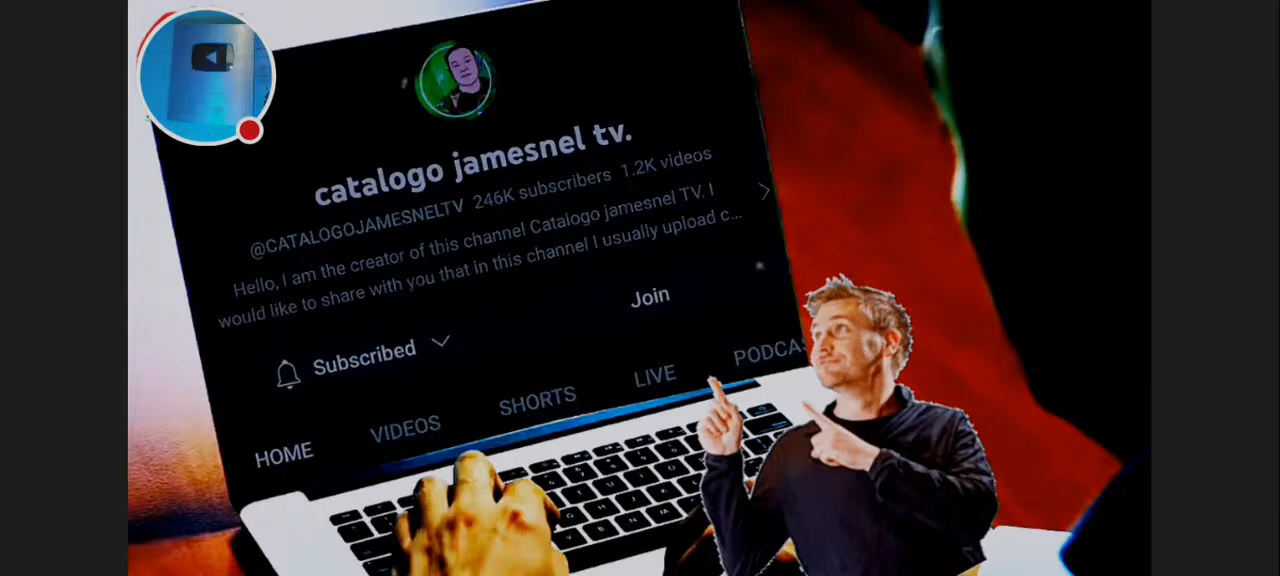 catalogo jamesnel tv.
@CATALOGOJAMESNELTV 246K subscribers 1.2K videos
Hello, I am the creator of this channel Catalogo jamesnel TV. I
would like to share with you that in this channel I usually upload c...
Join
Subscribed
HOME VIDEOS SHORTS LIVE PODCAS